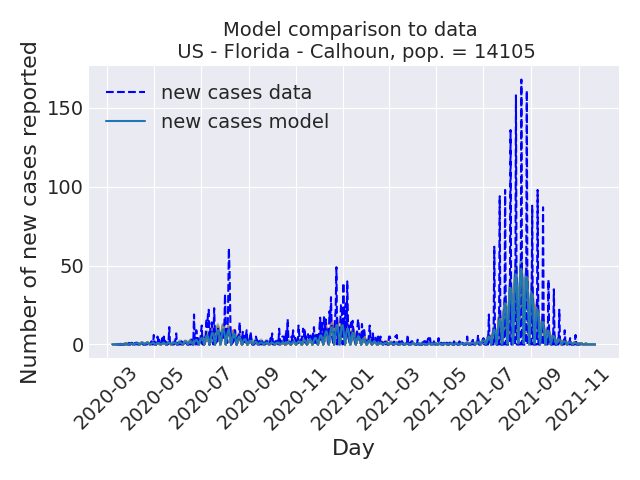 Model comparison to data
US - Florida - Calhoun, pop. = 14105
Number of new cases reported
new cases data
new cases model
150
100
50
0
2020-03
2020-05
2020-07
2020-09
2020-11
2021-01
2021-03
2021-05
2021-07
2021-09
2021-11
Day